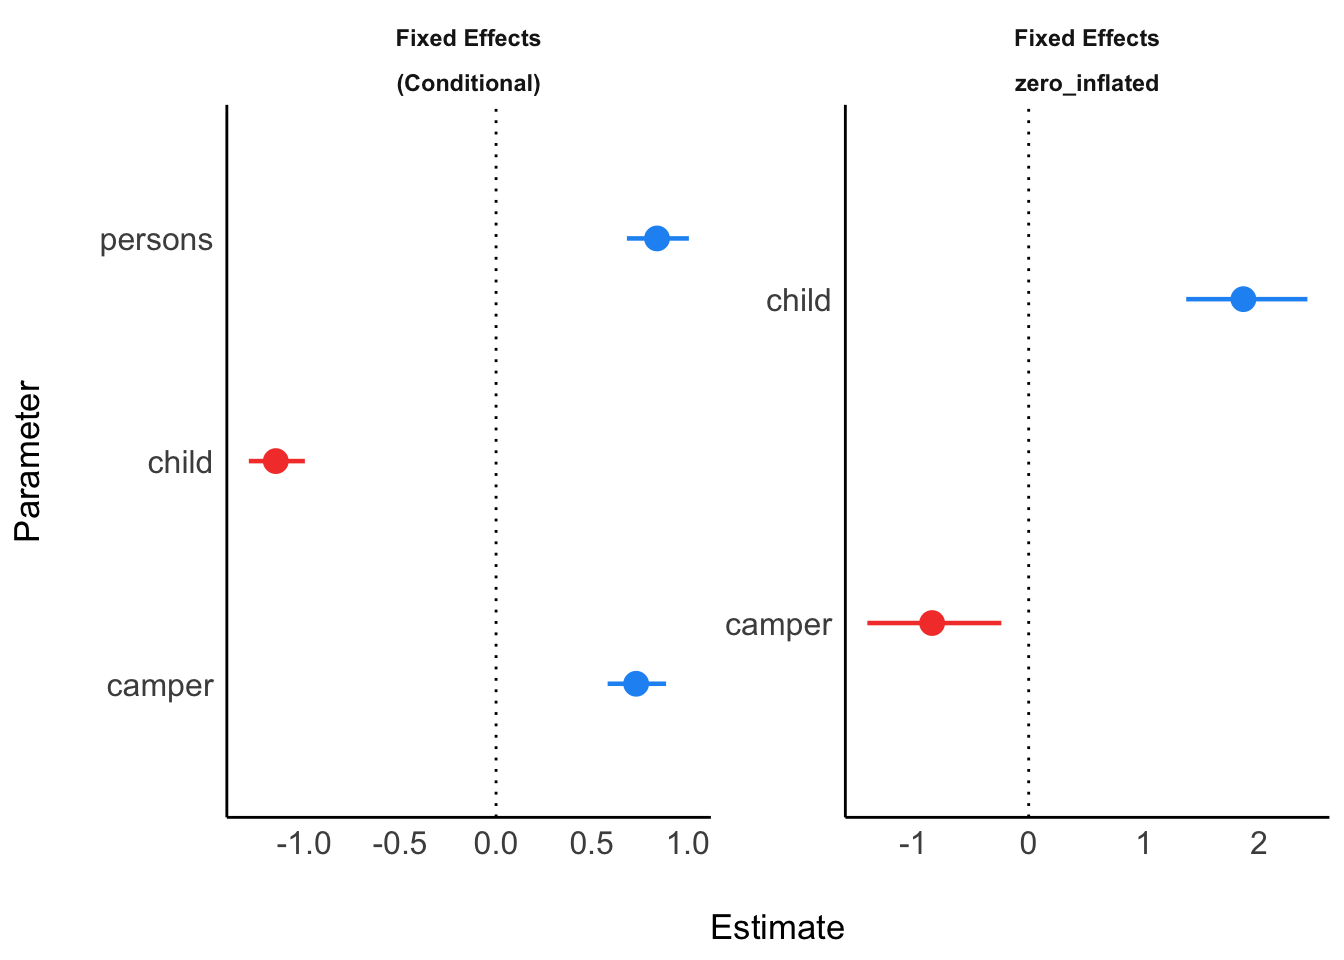 Fixed Effects
(Conditional)
Fixed Effects
zero_inflated
Parameter
persons
child
camper
child
camper
-1.0 -0.5 0.0 0.5 1.0
-1 0 1 2
Estimate